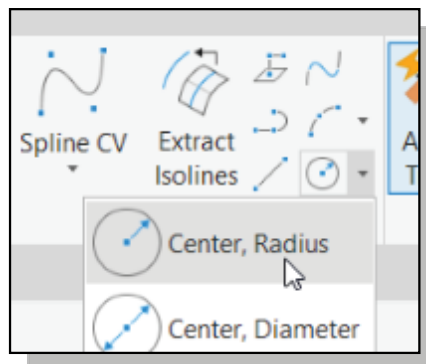 Spline CV
Extract
Isolines
Center, Radius
Center, Diameter